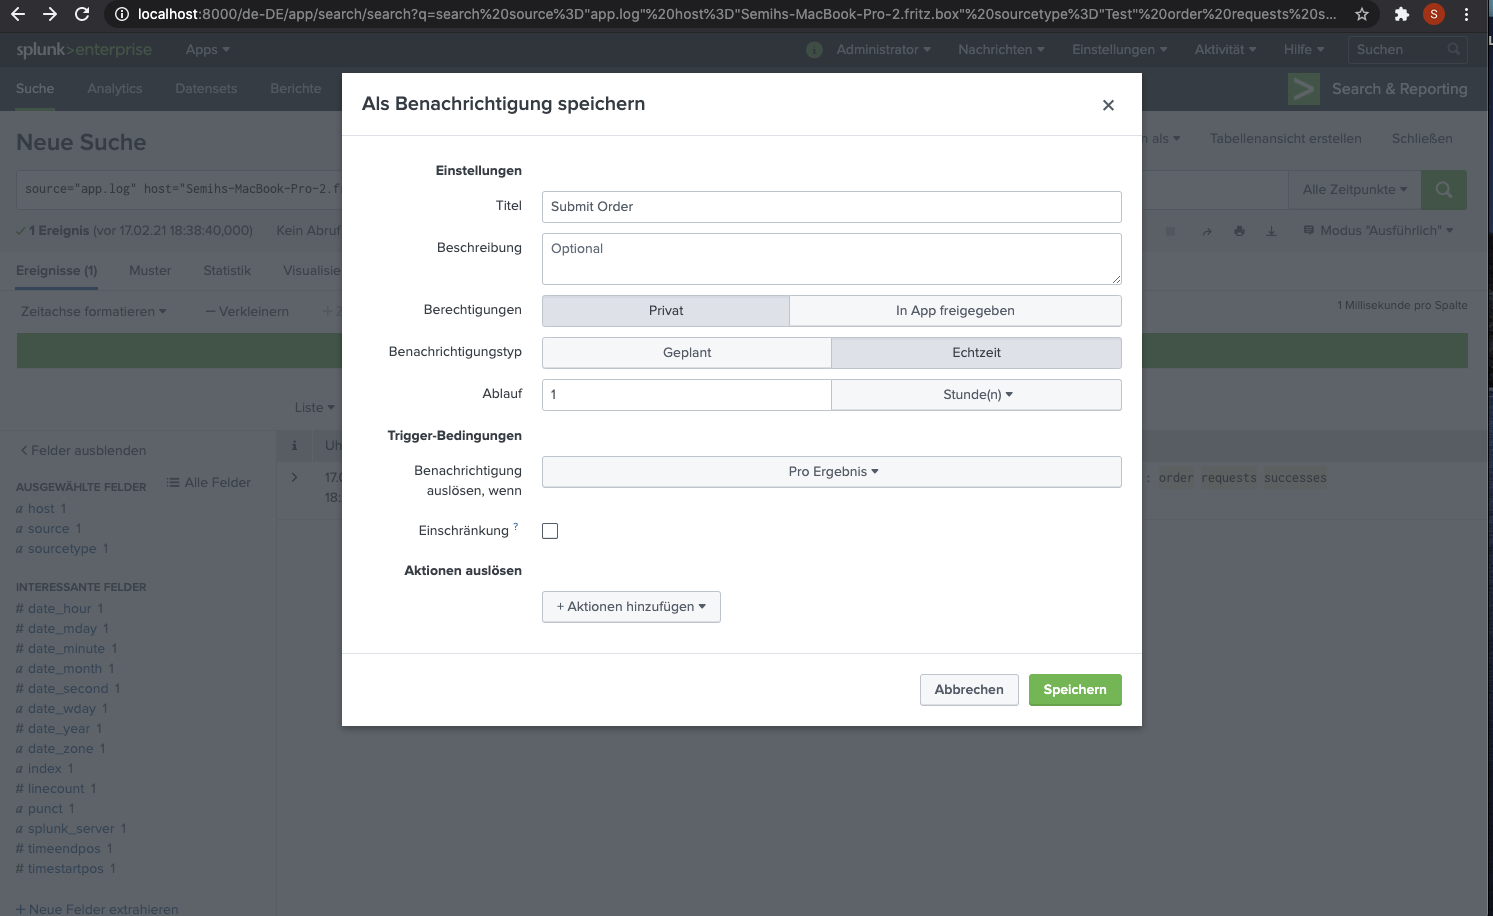 localhost:8000/de-DE/app/search/search?q=search%20source%3D"app.log"%20host%3D"Semihs-MacBook-Pro-2.fritz.box"%20sourcetype%3D"Test"%20order%20requests%20s...
S
splunk>enterprise Apps
i Administrator Nachrichten Einstellungen Aktivität Hilfe Suchen
Suche Analytics Datensets Berichte
Search & Reporting
Als Benachrichtigung speichern
Neue Suche
als Tabellenansicht erstellen Schließen
source="app.log" host="Semihs-MacBook-Pro-2.f
Alle Zeitpunkte
1 Ereignis (vor 17.02.21 18:38:40,000) Kein Abruf
Modus "Ausführlich"
Ereignisse (1) Muster Statistik Visualisie
Zeitachse formatieren — Verkleinern +
1 Millisekunde pro Spalte
Liste
Einstellungen
Titel Submit Order
Beschreibung Optional
Berechtigungen Privat In App freigegeben
Benachrichtigungstyp Geplant Echtzeit
Ablauf 1 Stunde(n)
Trigger-Bedingungen
Benachrichtigung auslösen, wenn Pro Ergebnis
Einschränkung ?
Aktionen auslösen
+ Aktionen hinzufügen
Abbrechen Speichern
< Felder ausblenden
i Uh
Alle Felder
17.0
18:
: order requests successes
AUSGEWÄHLTE FELDER
a host 1
a source 1
a sourcetype 1
INTERESSANTE FELDER
# date_hour 1
# date_mday 1
# date_minute 1
a date_month 1
# date_second 1
a date_wday 1
# date_year 1
a date_zone 1
a index 1
# linecount 1
a punct 1
a splunk_server 1
# timeendpos 1
# timestartpos 1
+ Neue Felder extrahieren